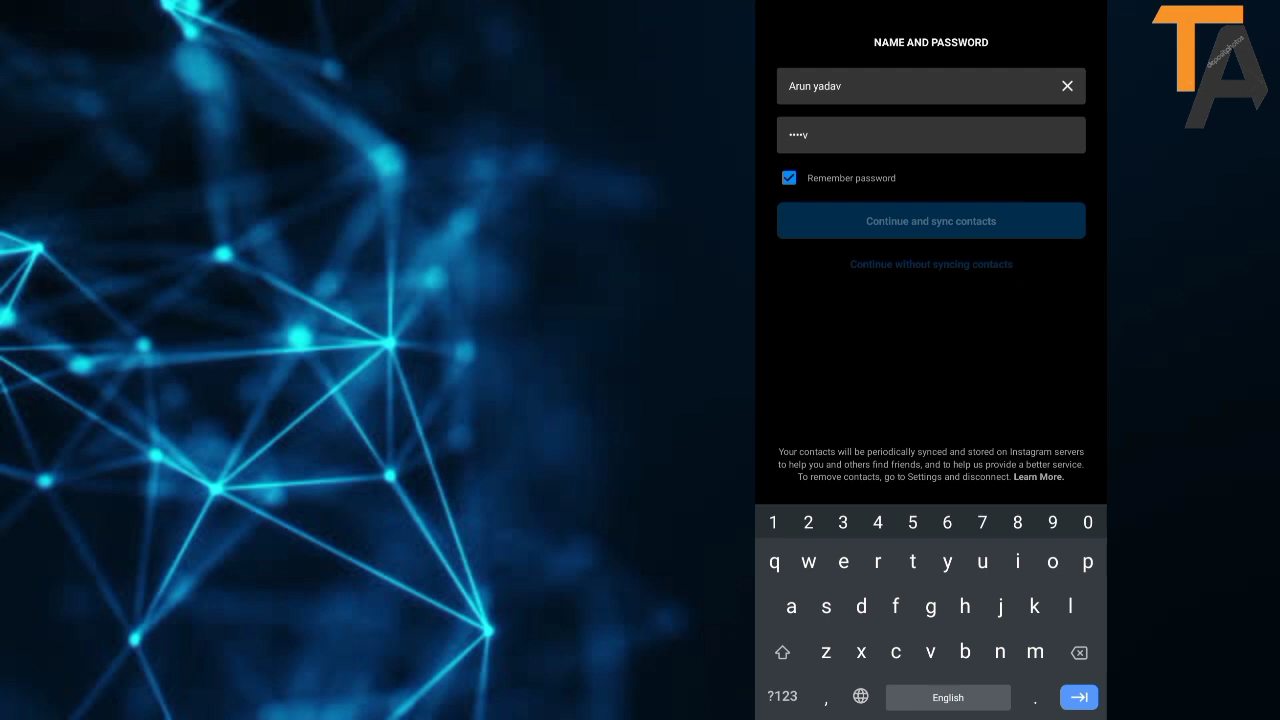 NAME AND PASSWORD
Arun yadav
••••v
Remember password
Continue and sync contacts
Continue without syncing contacts
Your contacts will be periodically synced and stored on Instagram servers
to help you and others find friends, and to help us provide a better service.
To remove contacts, go to Settings and disconnect. Learn More.
1 2 3 4 5 6 7 8 9 0
q w e r t y u i o p
a s d f g h j k l
z x c v b n m
?123 , English .
TA
depositphotos